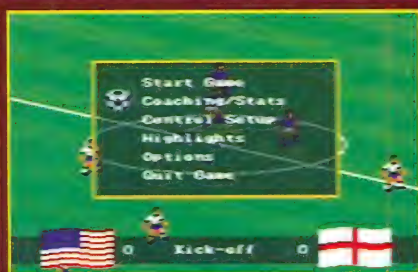 Start Game
Coaching/Stats
Control Setup
Highlights
Options
Quit Game
0 Kick-off 0